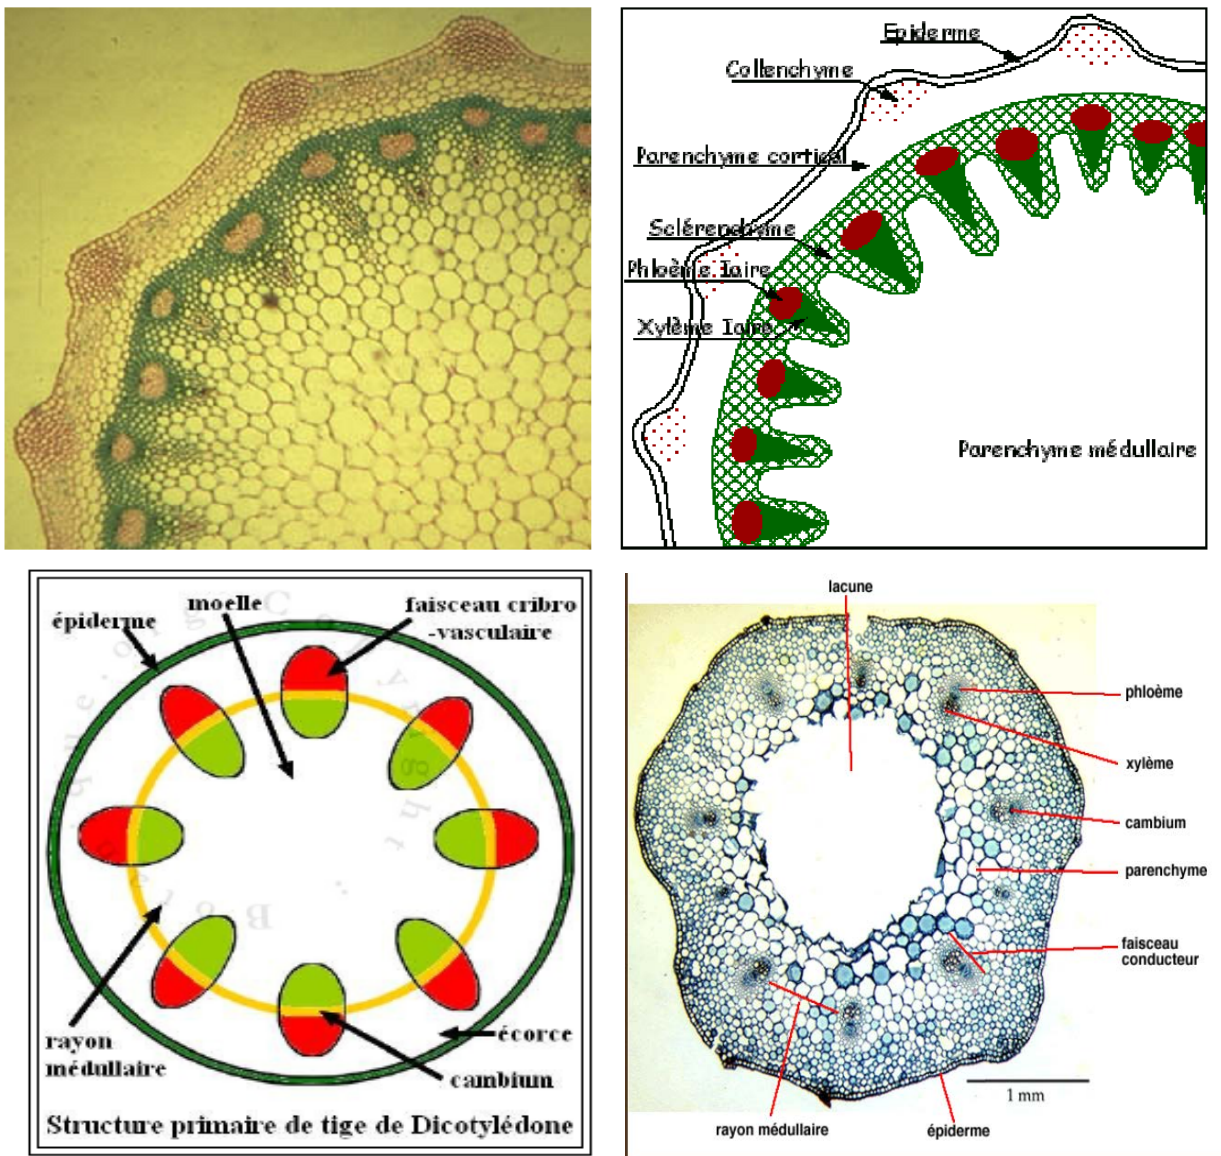 Epiderme
Collenchyme
Parenchyme cortical
Sclérenchyme
Phloème Iaire
Xylème Iaire
Parenchyme médullaire
moelle
faisceau cribro
-vasculaire
épiderme
rayon
médullaire
écorce
cambium
Structure primaire de tige de Dicotylédone
lacune
phloème
xylème
cambium
parenchyme
faisceau
conducteur
1 mm
rayon médullaire
épiderme